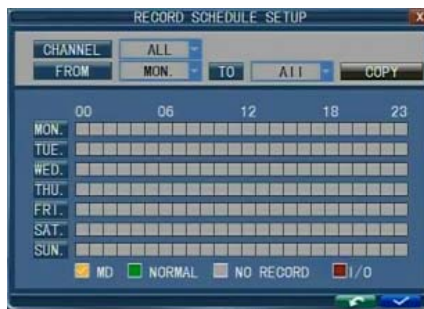 RECORD SCHEDULE SETUP X
CHANNEL ALL
FROM MON. TO All COPY
00 06 12 18 23
MON.
TUE.
WED.
THU.
FRI.
SAT.
SUN.
MD NORMAL NO RECORD I/O